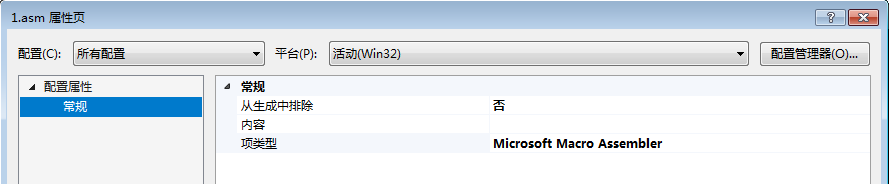 1.asm 属性页
配置(C): 所有配置 平台(P): 活动(Win32) 配置管理器(O)...
配置属性
常规
常规
从生成中排除 否
内容
项类型 Microsoft Macro Assembler